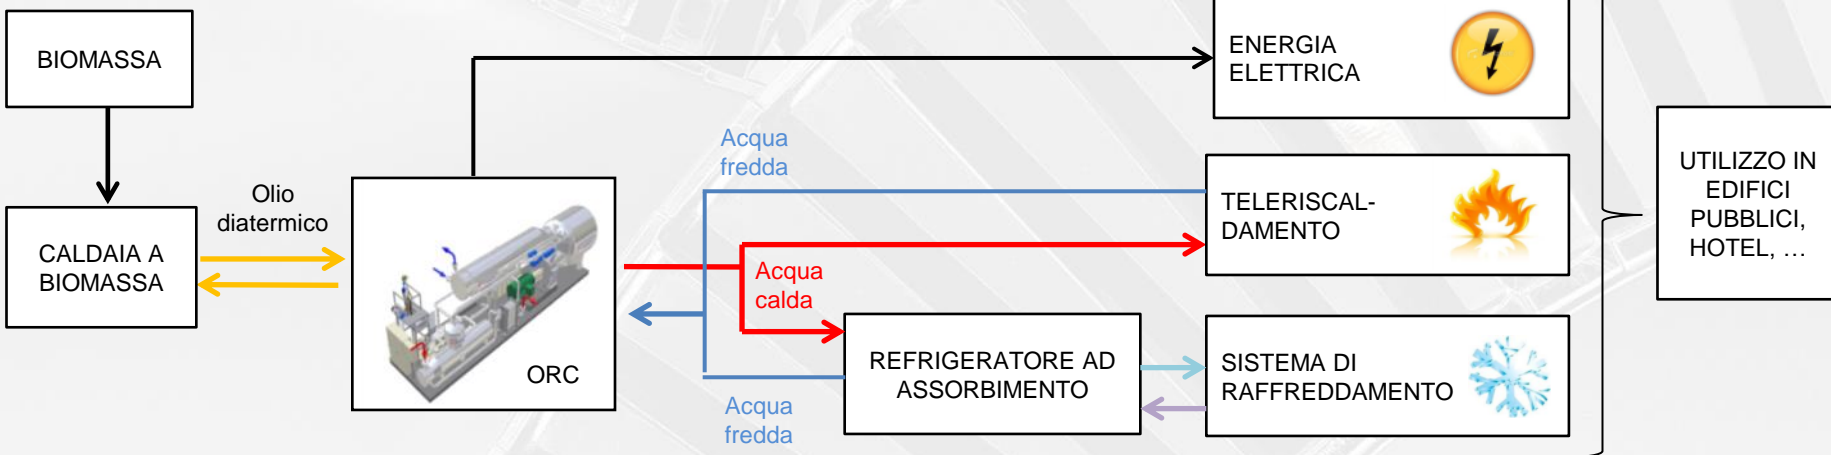 BIOMASSA
CALDAIA A
BIOMASSA
Olio
diatermico
ORC
Acqua
fredda
Acqua
calda
Acqua
fredda
REFRIGERATORE AD
ASSORBIMENTO
ENERGIA
ELETTRICA
TELERISCAL-
DAMENTO
SISTEMA DI
RAFFREDDAMENTO
UTILIZZO IN
EDIFICI
PUBBLICI,
HOTEL, …